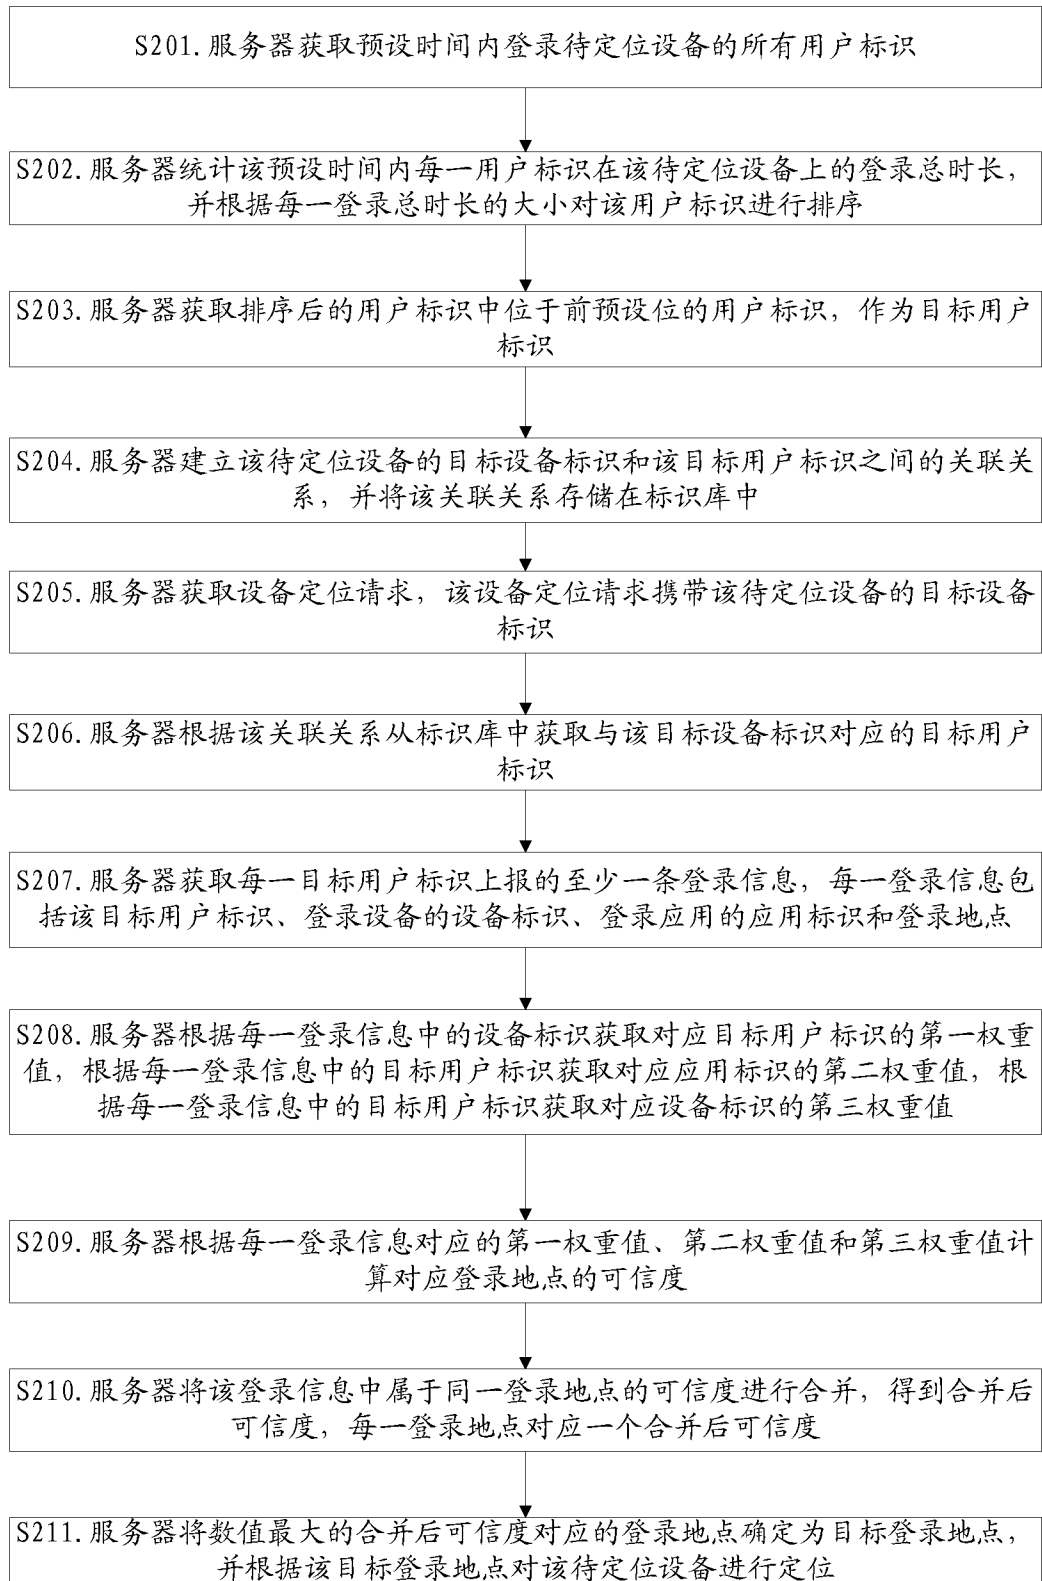 S201.服务器获取预设时间内登录待定位设备的所有用户标识
S202.服务器统计该预设时间内每一用户标识在该待定位设备上的登录总时长，
并根据每一登录总时长的大小对该用户标识进行排序
S203.服务器获取排序后的用户标识中位于前预设位的用户标识，作为目标用户
标识
S204.服务器建立该待定位设备的目标设备标识和该目标用户标识之间的关联关
系，并将该关联关系存储在标识库中
S205.服务器获取设备定位请求，该设备定位请求携带该待定位设备的目标设备
标识
S206.服务器根据该关联关系从标识库中获取与该目标设备标识对应的目标用户
标识
S207.服务器获取每一目标用户标识上报的至少一条登录信息，每一登录信息包
括该目标用户标识、登录设备的设备标识、登录应用的应用标识和登录地点
S208.服务器根据每一登录信息中的设备标识获取对应目标用户标识的第一权重
值，根据每一登录信息中的目标用户标识获取对应应用标识的第二权重值，根
据每一登录信息中的目标用户标识获取对应设备标识的第三权重值
S209.服务器根据每一登录信息对应的第一权重值、第二权重值和第三权重值计
算对应登录地点的可信度
S210.服务器将该登录信息中属于同一登录地点的可信度进行合并，得到合并后
可信度，每一登录地点对应一个合并后可信度
S211.服务器将数值最大的合并后可信度对应的登录地点确定为目标登录地点，
并根据该目标登录地点对该待定位设备进行定位